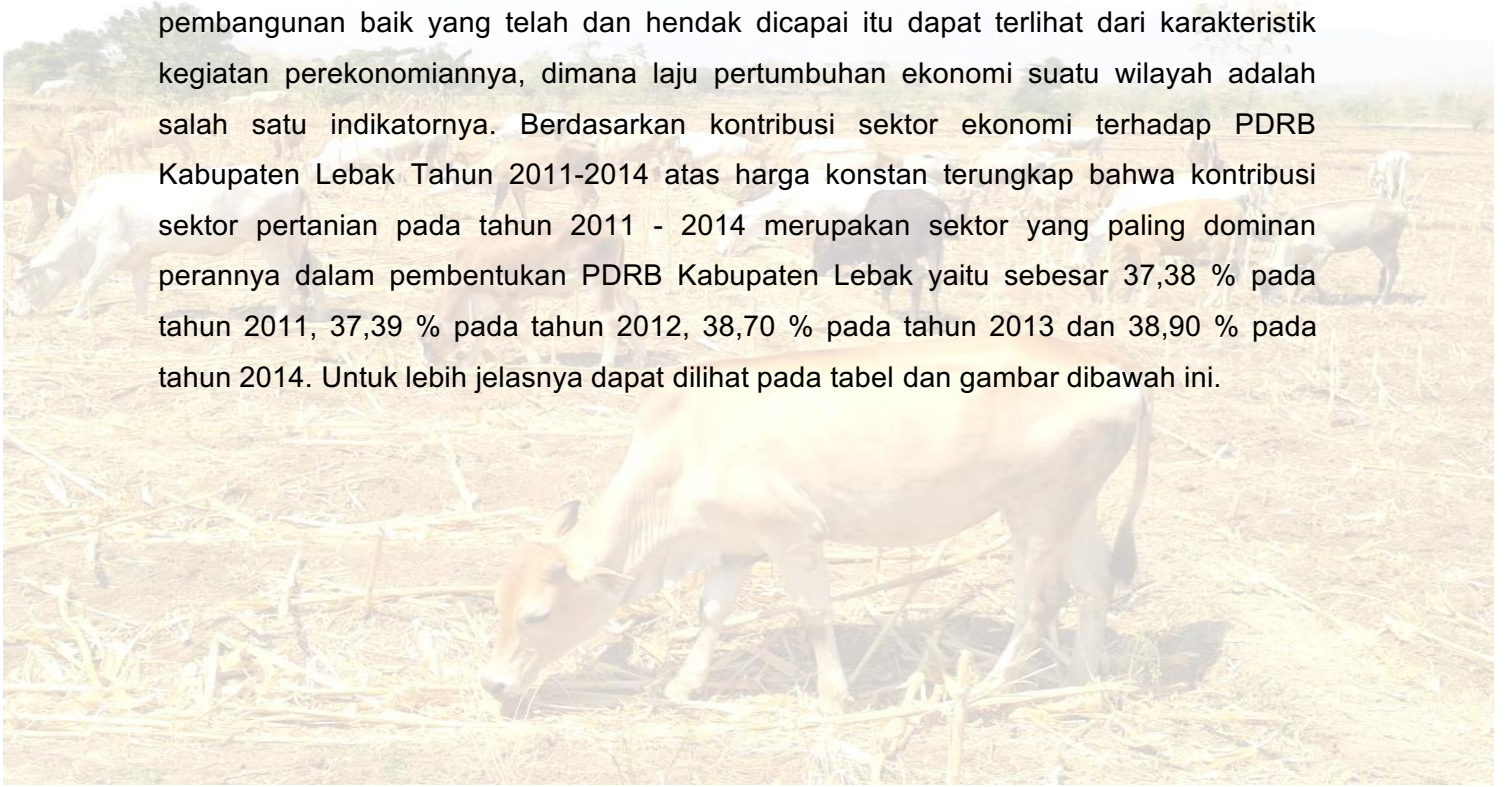 pembangunan baik yang telah dan hendak dicapai itu dapat terlihat dari karakteristik
kegiatan perekonomiannya, dimana laju pertumbuhan ekonomi suatu wilayah adalah
salah satu indikatornya. Berdasarkan kontribusi sektor ekonomi terhadap PDRB
Kabupaten Lebak Tahun 2011-2014 atas harga konstan terungkap bahwa kontribusi
sektor pertanian pada tahun 2011 - 2014 merupakan sektor yang paling dominan
perannya dalam pembentukan PDRB Kabupaten Lebak yaitu sebesar 37,38 % pada
tahun 2011, 37,39 % pada tahun 2012, 38,70 % pada tahun 2013 dan 38,90 % pada
tahun 2014. Untuk lebih jelasnya dapat dilihat pada tabel dan gambar dibawah ini.